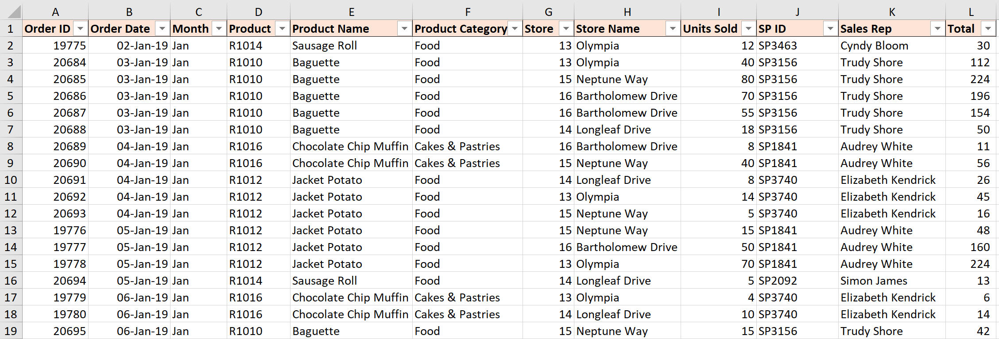 A B C D E F G H I J K L
1 Order ID Order Date Month Product Product Name Product Category Store Store Name Units Sold SP ID Sales Rep Total
2 19775 02-Jan-19 Jan R1014 Sausage Roll Food 13 Olympia 12 SP3463 Cyndy Bloom 30
3 20684 03-Jan-19 Jan R1010 Baguette Food 13 Olympia 40 SP3156 Trudy Shore 112
4 20685 03-Jan-19 Jan R1010 Baguette Food 15 Neptune Way 80 SP3156 Trudy Shore 224
5 20686 03-Jan-19 Jan R1010 Baguette Food 16 Bartholomew Drive 70 SP3156 Trudy Shore 196
6 20687 03-Jan-19 Jan R1010 Baguette Food 16 Bartholomew Drive 55 SP3156 Trudy Shore 154
7 20688 03-Jan-19 Jan R1010 Baguette Food 14 Longleaf Drive 18 SP3156 Trudy Shore 50
8 20689 04-Jan-19 Jan R1016 Chocolate Chip Muffin Cakes & Pastries 16 Bartholomew Drive 8 SP1841 Audrey White 11
9 20690 04-Jan-19 Jan R1016 Chocolate Chip Muffin Cakes & Pastries 15 Neptune Way 40 SP1841 Audrey White 56
10 20691 04-Jan-19 Jan R1012 Jacket Potato Food 14 Longleaf Drive 8 SP3740 Elizabeth Kendrick 26
11 20692 04-Jan-19 Jan R1012 Jacket Potato Food 13 Olympia 14 SP3740 Elizabeth Kendrick 45
12 20693 04-Jan-19 Jan R1012 Jacket Potato Food 15 Neptune Way 5 SP3740 Elizabeth Kendrick 16
13 19776 05-Jan-19 Jan R1012 Jacket Potato Food 15 Neptune Way 15 SP1841 Audrey White 48
14 19777 05-Jan-19 Jan R1012 Jacket Potato Food 16 Bartholomew Drive 50 SP1841 Audrey White 160
15 19778 05-Jan-19 Jan R1012 Jacket Potato Food 13 Olympia 70 SP1841 Audrey White 224
16 20694 05-Jan-19 Jan R1014 Sausage Roll Food 14 Longleaf Drive 5 SP2092 Simon James 13
17 19779 06-Jan-19 Jan R1016 Chocolate Chip Muffin Cakes & Pastries 13 Olympia 4 SP3740 Elizabeth Kendrick 6
18 19780 06-Jan-19 Jan R1016 Chocolate Chip Muffin Cakes & Pastries 14 Longleaf Drive 10 SP3740 Elizabeth Kendrick 14
19 20695 06-Jan-19 Jan R1010 Baguette Food 15 Neptune Way 15 SP3156 Trudy Shore 42